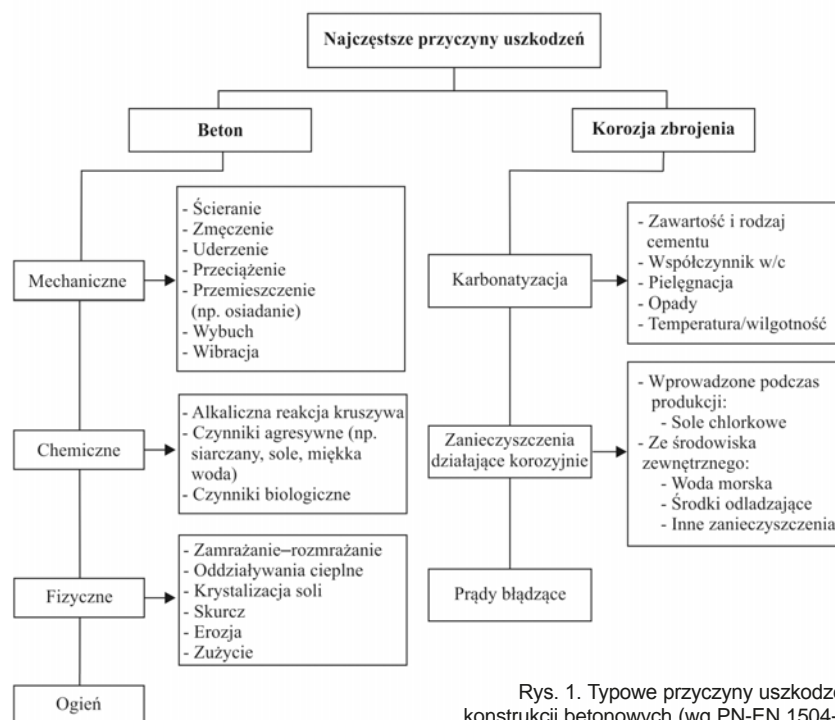 Najczęstsze przyczyny uszkodzeń
Beton
Mechaniczne
- Ścieranie
- Zmęczenie
- Uderzenie
- Przeciążenie
- Przemieszczenie
(np. osiadanie)
- Wybuch
- Wibracja
Chemiczne
- Alkaliczna reakcja kruszywa
- Czynniki agresywne (np.
siarczany, sole, miękka
woda)
- Czynniki biologiczne
Fizyczne
- Zamrażanie–rozmrażanie
- Oddziaływania cieplne
- Krystalizacja soli
- Skurcz
- Erozja
- Zużycie
Ogień
Korozja zbrojenia
Karbonatyzacja
- Zawartość i rodzaj
cementu
- Współczynnik w/c
- Pielęgnacja
- Opady
- Temperatura/wilgotność
Zanieczyszczenia
działające korozyjnie
- Wprowadzone podczas
produkcji:
- Sole chlorkowe
- Ze środowiska
zewnętrznego:
- Woda morska
- Środki odladzające
- Inne zanieczyszczenia
Prądy błądzące
Rys. 1. Typowe przyczyny
konstrukcji betonowych (wg PN-EN